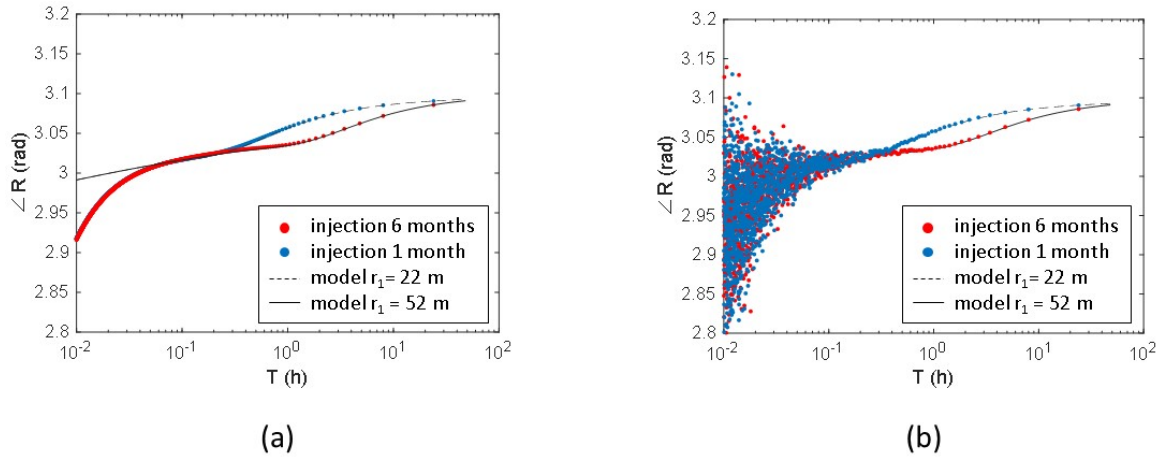 3.2
3.15
3.1
3.05
3
2.95
2.9
2.85
2.8
∠ R (rad)
10⁻²
10⁻¹
10⁰
10¹
10²
T (h)
injection 6 months
injection 1 month
model r₁= 22 m
model r₁ = 52 m
(a)
3.2
3.15
3.1
3.05
3
2.95
2.9
2.85
2.8
∠ R (rad)
10⁻²
10⁻¹
10⁰
10¹
10²
T (h)
injection 6 months
injection 1 month
model r₁= 22 m
model r₁ = 52 m
(b)